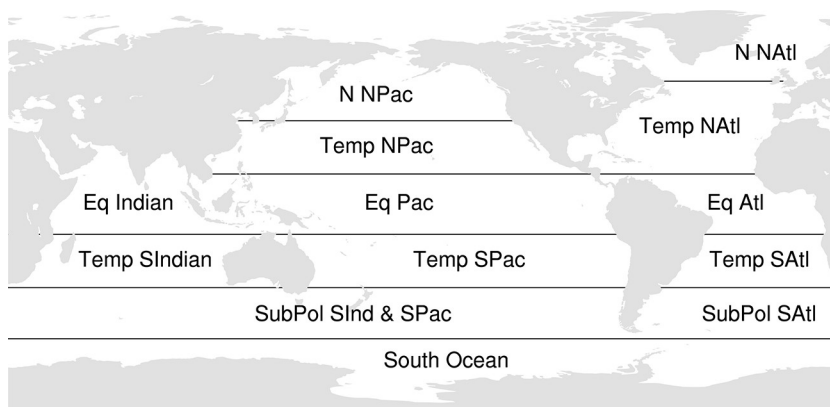 N NAtl
N NPac
Temp NAtl
Temp NPac
Eq Indian
Eq Pac
Eq Atl
Temp SIndian
Temp SPac
Temp SAtl
SubPol SInd & SPac
SubPol SAtl
South Ocean